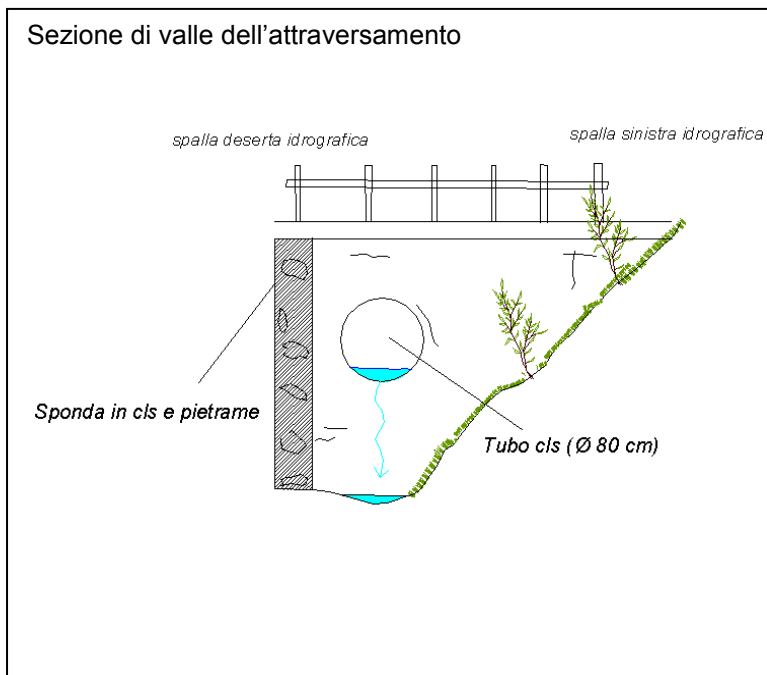 Sezione di valle dell'attraversamento
spalla deserta idrografica
spalla sinistra idrografica
Sponda in cls e pietrame
Tubo cls (Ø 80 cm)